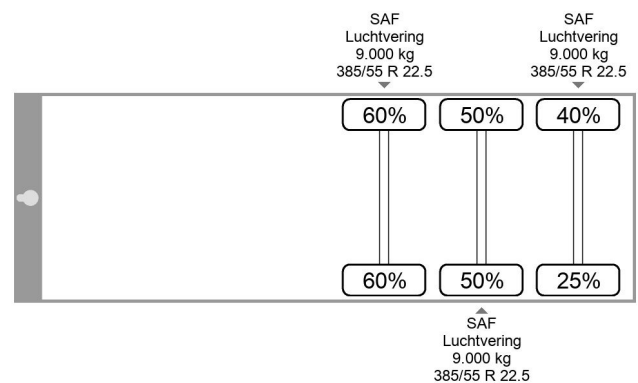 SAF
Luchtvering
9.000 kg
385/55 R 22.5
SAF
Luchtvering
9.000 kg
385/55 R 22.5
60% 50% 40%
60% 50% 25%
SAF
Luchtvering
9.000 kg
385/55 R 22.5